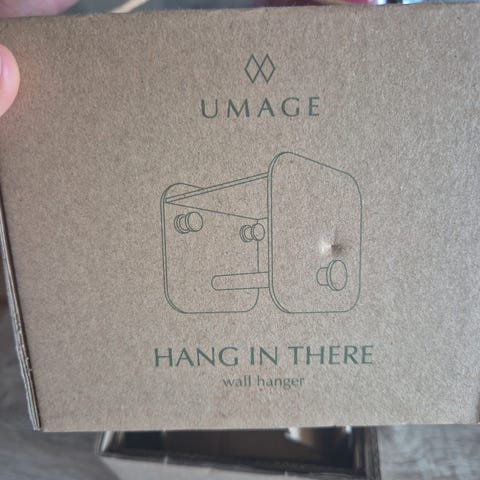 UMAGE
HANG IN THERE
wall hanger